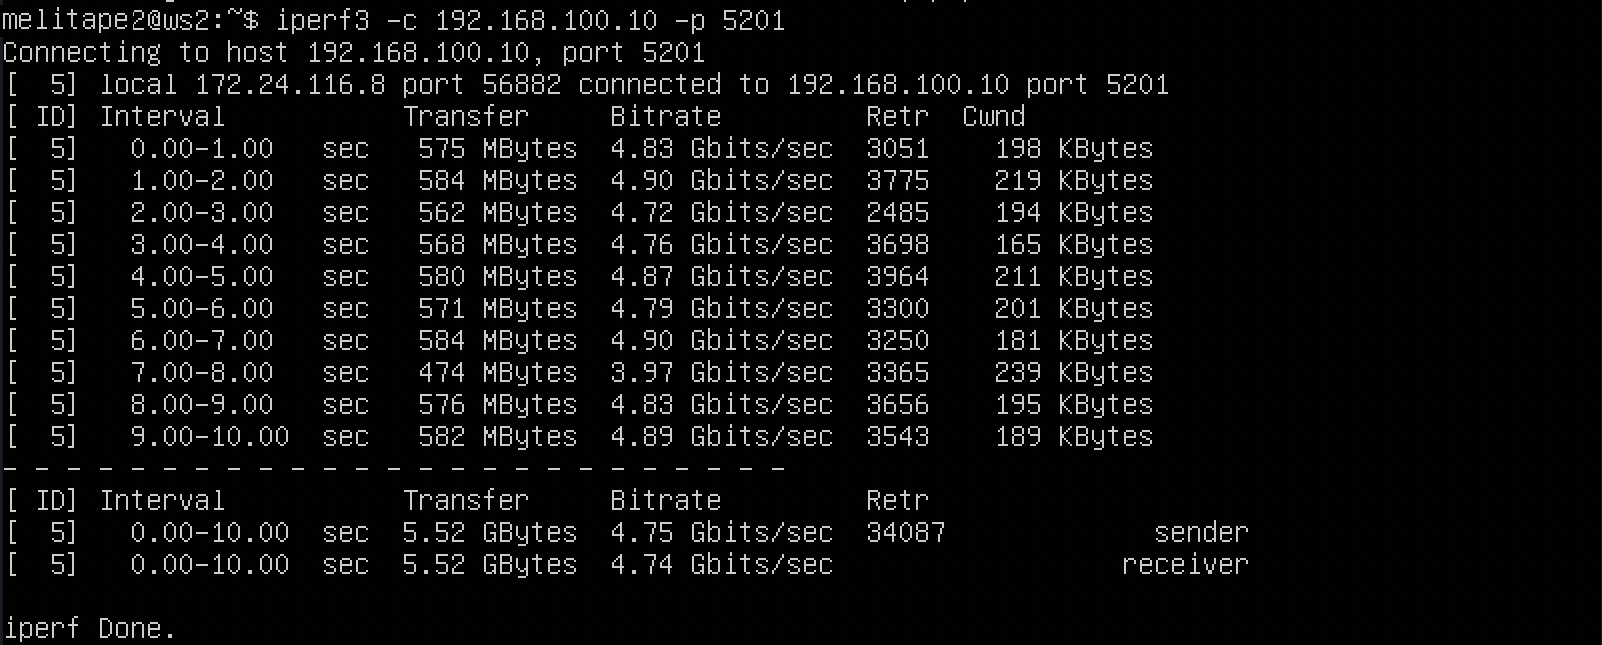 melitape2@ws2:~$ iperf3 -c 192.168.100.10 -p 5201
Connecting to host 192.168.100.10, port 5201
[  5] local 172.24.116.8 port 56882 connected to 192.168.100.10 port 5201
[ ID] Interval           Transfer     Bitrate         Retr  Cwnd
[  5]   0.00-1.00   sec   575 MBytes  4.83 Gbits/sec  3051    198 KBytes
[  5]   1.00-2.00   sec   584 MBytes  4.90 Gbits/sec  3775    219 KBytes
[  5]   2.00-3.00   sec   562 MBytes  4.72 Gbits/sec  2485    194 KBytes
[  5]   3.00-4.00   sec   568 MBytes  4.76 Gbits/sec  3698    165 KBytes
[  5]   4.00-5.00   sec   580 MBytes  4.87 Gbits/sec  3964    211 KBytes
[  5]   5.00-6.00   sec   571 MBytes  4.79 Gbits/sec  3300    201 KBytes
[  5]   6.00-7.00   sec   584 MBytes  4.90 Gbits/sec  3250    181 KBytes
[  5]   7.00-8.00   sec   474 MBytes  3.97 Gbits/sec  3365    239 KBytes
[  5]   8.00-9.00   sec   576 MBytes  4.83 Gbits/sec  3656    195 KBytes
[  5]   9.00-10.00  sec   582 MBytes  4.89 Gbits/sec  3543    189 KBytes
- - - - - - - - - - - - - - - - - - - - - - - - -
[ ID] Interval           Transfer     Bitrate         Retr
[  5]   0.00-10.00  sec  5.52 GBytes  4.75 Gbits/sec  34087             sender
[  5]   0.00-10.00  sec  5.52 GBytes  4.74 Gbits/sec                  receiver
iperf Done.